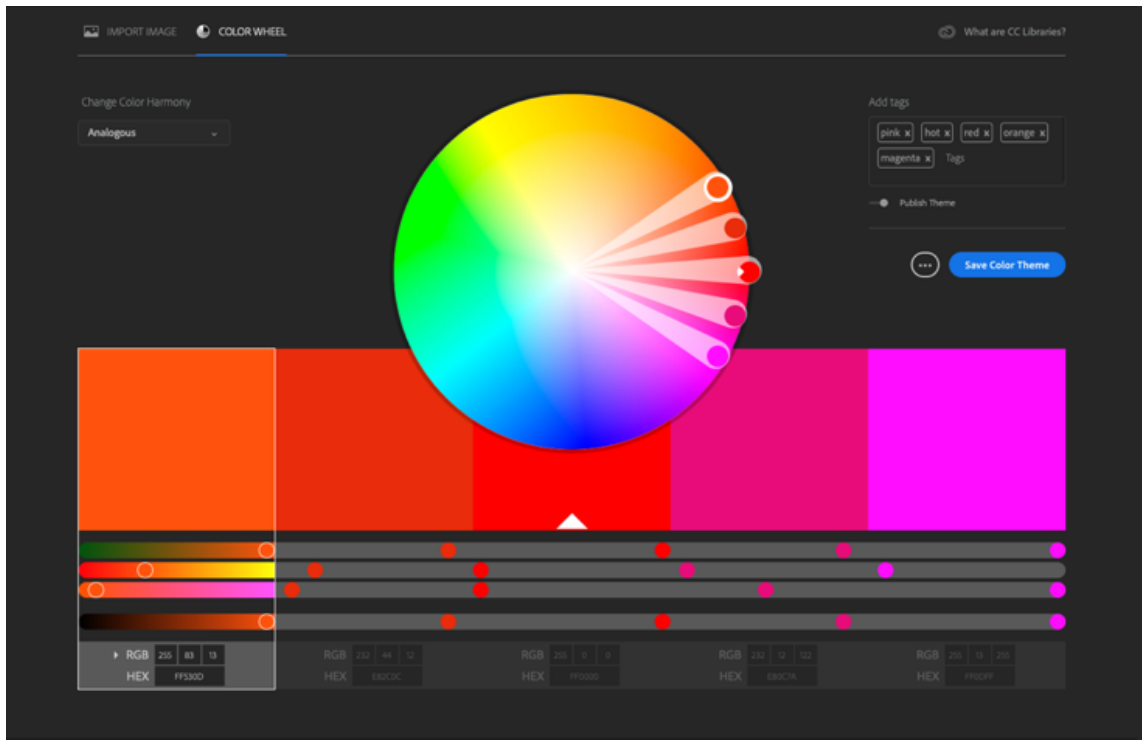 IMPORT IMAGE COLOR WHEEL What are CC Libraries?
Change Color Harmony
Analogous
Add tags
pink x hot x red x orange x
magenta x Tags
Publish Theme
Save Color Theme
RGB 255 83 13 RGB 232 44 12 RGB 255 0 0 RGB 232 12 122 RGB 255 13 255
HEX FF530D HEX E82C0C HEX FF0000 HEX E80C7A HEX FF0DFF